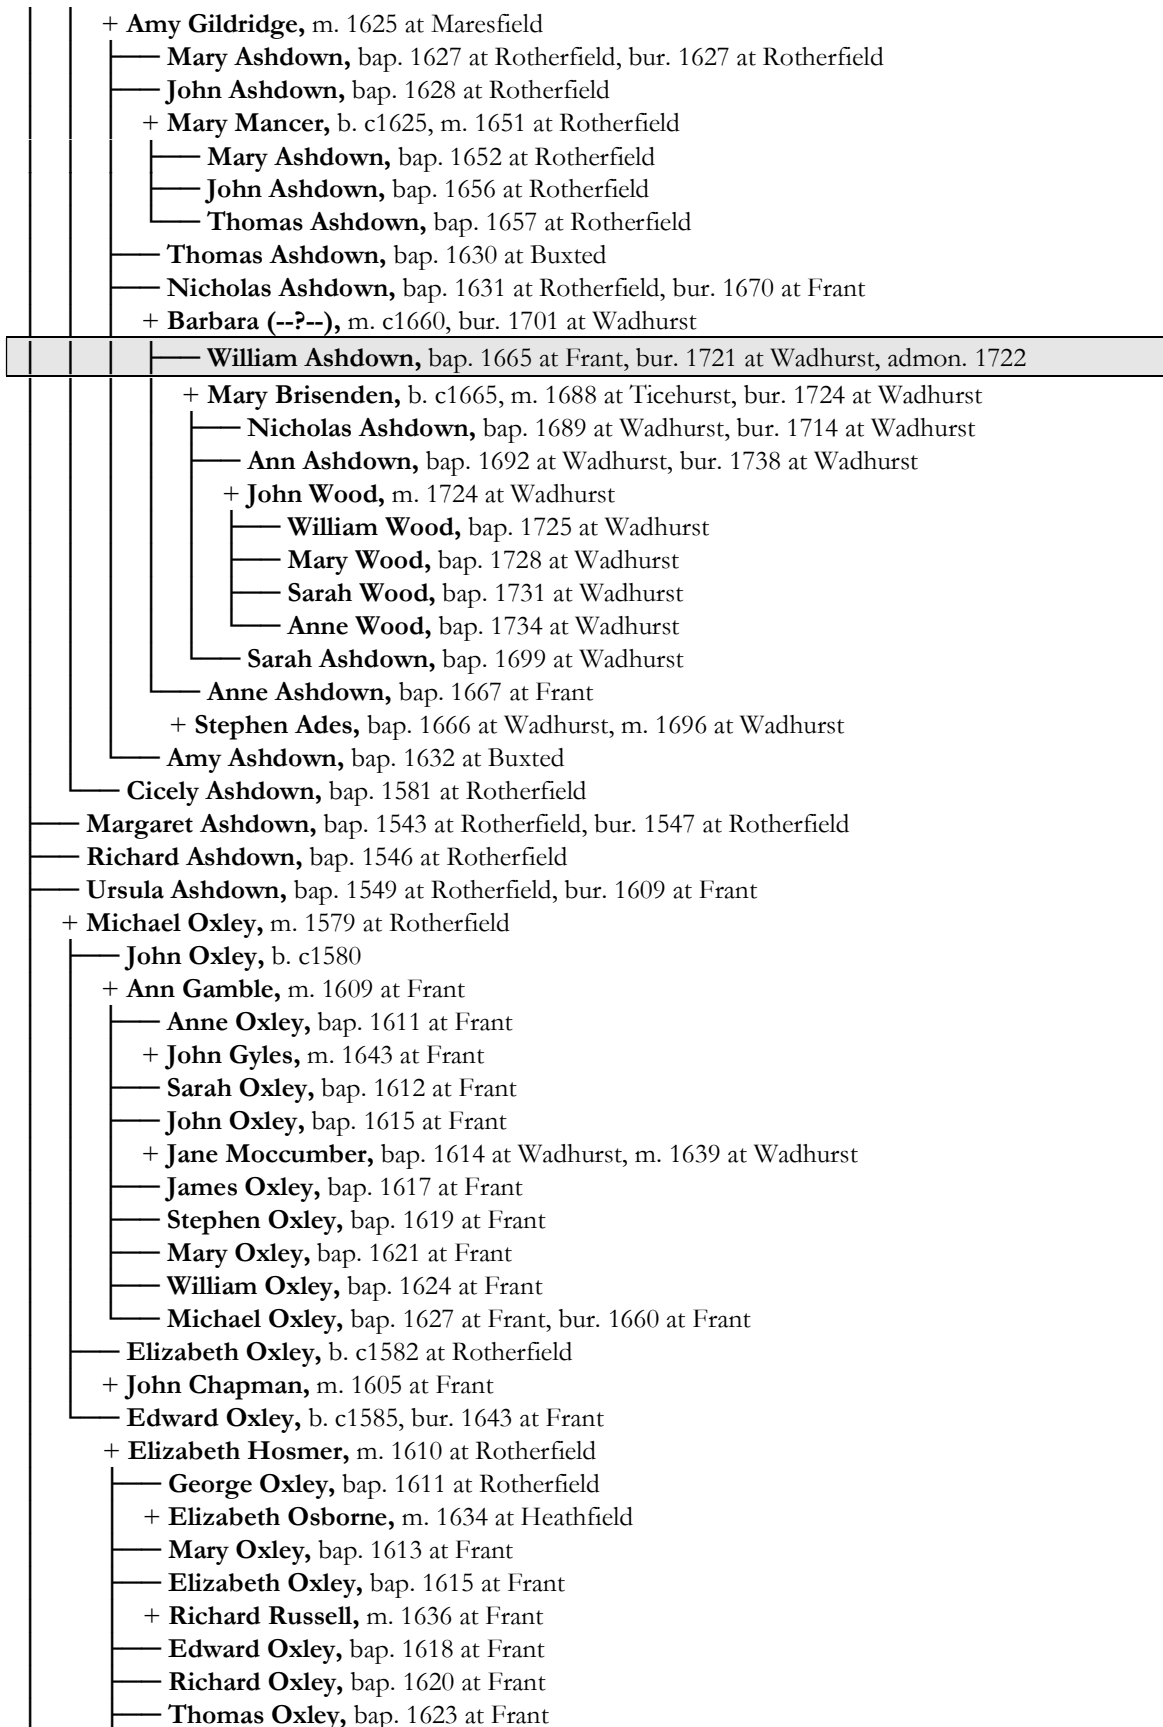 + Amy Gildridge, m. 1625 at Maresfield
Mary Ashdown, bap. 1627 at Rotherfield, bur. 1627 at Rotherfield
John Ashdown, bap. 1628 at Rotherfield
+ Mary Mancer, b. c1625, m. 1651 at Rotherfield
Mary Ashdown, bap. 1652 at Rotherfield
John Ashdown, bap. 1656 at Rotherfield
Thomas Ashdown, bap. 1657 at Rotherfield
Thomas Ashdown, bap. 1630 at Buxted
Nicholas Ashdown, bap. 1631 at Rotherfield, bur. 1670 at Frant
+ Barbara (--?--), m. c1660, bur. 1701 at Wadhurst
William Ashdown, bap. 1665 at Frant, bur. 1721 at Wadhurst, admon. 1722
+ Mary Brisenden, b. c1665, m. 1688 at Ticehurst, bur. 1724 at Wadhurst
Nicholas Ashdown, bap. 1689 at Wadhurst, bur. 1714 at Wadhurst
Ann Ashdown, bap. 1692 at Wadhurst, bur. 1738 at Wadhurst
+ John Wood, m. 1724 at Wadhurst
William Wood, bap. 1725 at Wadhurst
Mary Wood, bap. 1728 at Wadhurst
Sarah Wood, bap. 1731 at Wadhurst
Anne Wood, bap. 1734 at Wadhurst
Sarah Ashdown, bap. 1699 at Wadhurst
Anne Ashdown, bap. 1667 at Frant
+ Stephen Ades, bap. 1666 at Wadhurst, m. 1696 at Wadhurst
Amy Ashdown, bap. 1632 at Buxted
Cicely Ashdown, bap. 1581 at Rotherfield
Margaret Ashdown, bap. 1543 at Rotherfield, bur. 1547 at Rotherfield
Richard Ashdown, bap. 1546 at Rotherfield
Ursula Ashdown, bap. 1549 at Rotherfield, bur. 1609 at Frant
+ Michael Oxley, m. 1579 at Rotherfield
John Oxley, b. c1580
+ Ann Gamble, m. 1609 at Frant
Anne Oxley, bap. 1611 at Frant
+ John Gyles, m. 1643 at Frant
Sarah Oxley, bap. 1612 at Frant
John Oxley, bap. 1615 at Frant
+ Jane Moccumber, bap. 1614 at Wadhurst, m. 1639 at Wadhurst
James Oxley, bap. 1617 at Frant
Stephen Oxley, bap. 1619 at Frant
Mary Oxley, bap. 1621 at Frant
William Oxley, bap. 1624 at Frant
Michael Oxley, bap. 1627 at Frant, bur. 1660 at Frant
Elizabeth Oxley, b. c1582 at Rotherfield
+ John Chapman, m. 1605 at Frant
Edward Oxley, b. c1585, bur. 1643 at Frant
+ Elizabeth Hosmer, m. 1610 at Rotherfield
George Oxley, bap. 1611 at Rotherfield
+ Elizabeth Osborne, m. 1634 at Heathfield
Mary Oxley, bap. 1613 at Frant
Elizabeth Oxley, bap. 1615 at Frant
+ Richard Russell, m. 1636 at Frant
Edward Oxley, bap. 1618 at Frant
Richard Oxley, bap. 1620 at Frant
Thomas Oxley, bap. 1623 at Frant